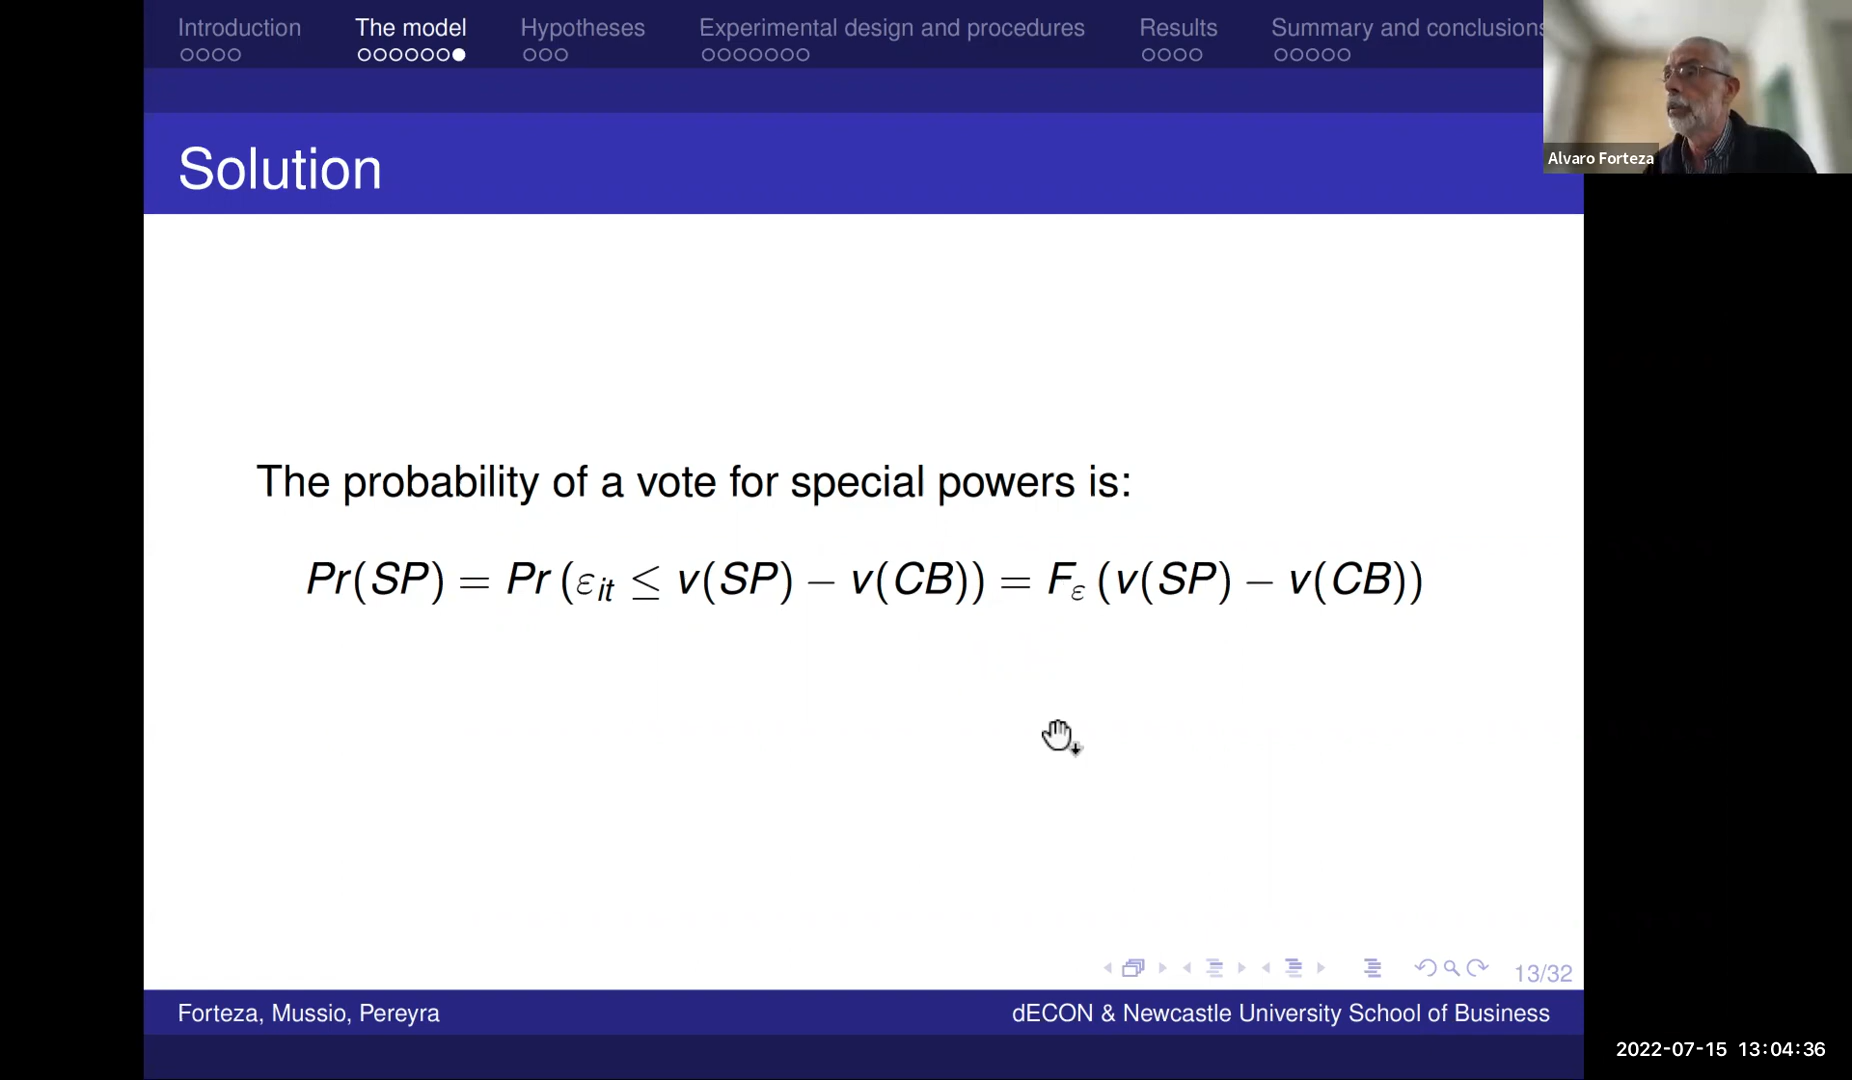 Introduction The model Hypotheses Experimental design and procedures Results Summary and conclusions
Alvaro Forteza
Solution
The probability of a vote for special powers is:
Pr(SP) = Pr (ε_it ≤ v(SP) − v(CB)) = F_ε (v(SP) − v(CB))
13/32
Forteza, Mussio, Pereyra dECON & Newcastle University School of Business
2022-07-15 13:04:36